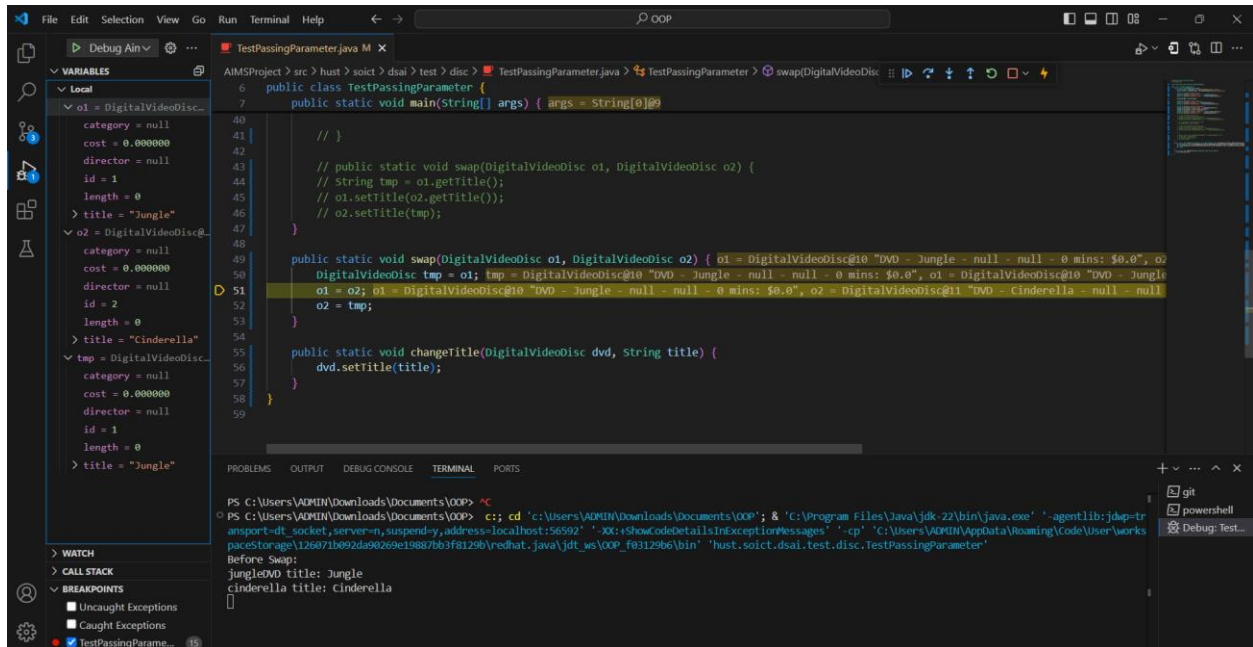 File Edit Selection View Go Run Terminal Help
OOP
Debug Ain
TestPassingParameter.java M
AIMSProject > src > hust > soict > dsai > test > disc > TestPassingParameter.java > TestPassingParameter > swap(DigitalVideoDisc
VARIABLES
Local
o1 = DigitalVideoDisc...
category = null
cost = 0.000000
director = null
id = 1
length = 0
title = "Jungle"
o2 = DigitalVideoDisc@...
category = null
cost = 0.000000
director = null
id = 2
length = 0
title = "Cinderella"
tmp = DigitalVideoDisc...
category = null
cost = 0.000000
director = null
id = 1
length = 0
title = "Jungle"
WATCH
CALL STACK
BREAKPOINTS
Uncaught Exceptions
Caught Exceptions
TestPassingParame... 15
3
1
6 public class TestPassingParameter {
7 public static void main(String[] args) { args = String[0]@9
40
41 // }
42
43 // public static void swap(DigitalVideoDisc o1, DigitalVideoDisc o2) {
44 // String tmp = o1.getTitle();
45 // o1.setTitle(o2.getTitle());
46 // o2.setTitle(tmp);
47 }
48
49 public static void swap(DigitalVideoDisc o1, DigitalVideoDisc o2) { o1 = DigitalVideoDisc@10 "DVD - Jungle - null - null - 0 mins: $0.0", o2
50 DigitalVideoDisc tmp = o1; tmp = DigitalVideoDisc@10 "DVD - Jungle - null - null - 0 mins: $0.0", o1 = DigitalVideoDisc@10 "DVD - Jungle
51 o1 = o2; o1 = DigitalVideoDisc@10 "DVD - Jungle - null - null - 0 mins: $0.0", o2 = DigitalVideoDisc@11 "DVD - Cinderella - null - null
52 o2 = tmp;
53 }
54
55 public static void changeTitle(DigitalVideoDisc dvd, String title) {
56 dvd.setTitle(title);
57 }
58 }
59
PROBLEMS OUTPUT DEBUG CONSOLE TERMINAL PORTS
PS C:\Users\ADMIN\Downloads\Documents\OOP> ^C
PS C:\Users\ADMIN\Downloads\Documents\OOP> c:; cd 'c:\Users\ADMIN\Downloads\Documents\OOP'; & 'C:\Program Files\Java\jdk-22\bin\java.exe' '-agentlib:jdwp=tr
ansport=dt_socket,server=n,suspend=y,address=localhost:56592' '-XX:+ShowCodeDetailsInExceptionMessages' '-cp' 'C:\Users\ADMIN\AppData\Roaming\Code\User\works
paceStorage\126071b092da90269e19887bb3f8129b\redhat.java\jdt_ws\OOP_f03129b6\bin' 'hust.soict.dsai.test.disc.TestPassingParameter'
Before Swap:
jungleDVD title: Jungle
cinderella title: Cinderella
git
powershell
Debug: Test...